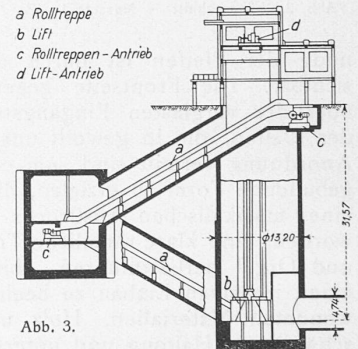 a Rolltreppe
b Lift
c Rolltreppen-Antrieb
d Lift-Antrieb
d
c
a
31,57
ϕ13,20
a
b
4,74
c
Abb. 3.